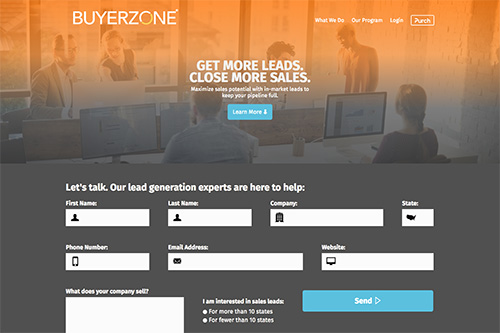 BUYERZONE
What We Do Our Program Login Purch
GET MORE LEADS.
CLOSE MORE SALES.
Maximize sales potential with in-market leads to
keep your pipeline full.
Learn More
Let's talk. Our lead generation experts are here to help:
First Name: Last Name: Company: State:
Phone Number: Email Address: Website:
What does your company sell?
I am interested in sales leads:
For more than 10 states
For fewer than 10 states
Send